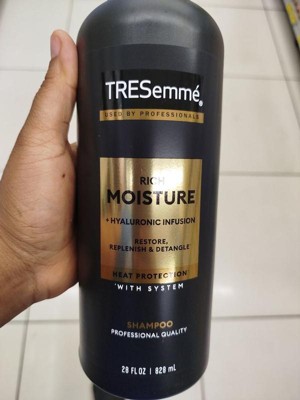 TRESemmé
USED BY PROFESSIONALS
RICH
MOISTURE
+ HYALURONIC INFUSION
RESTORE,
REPLENISH & DETANGLE
HEAT PROTECTION
WITH SYSTEM
SHAMPOO
PROFESSIONAL QUALITY
28 FL OZ | 828 mL